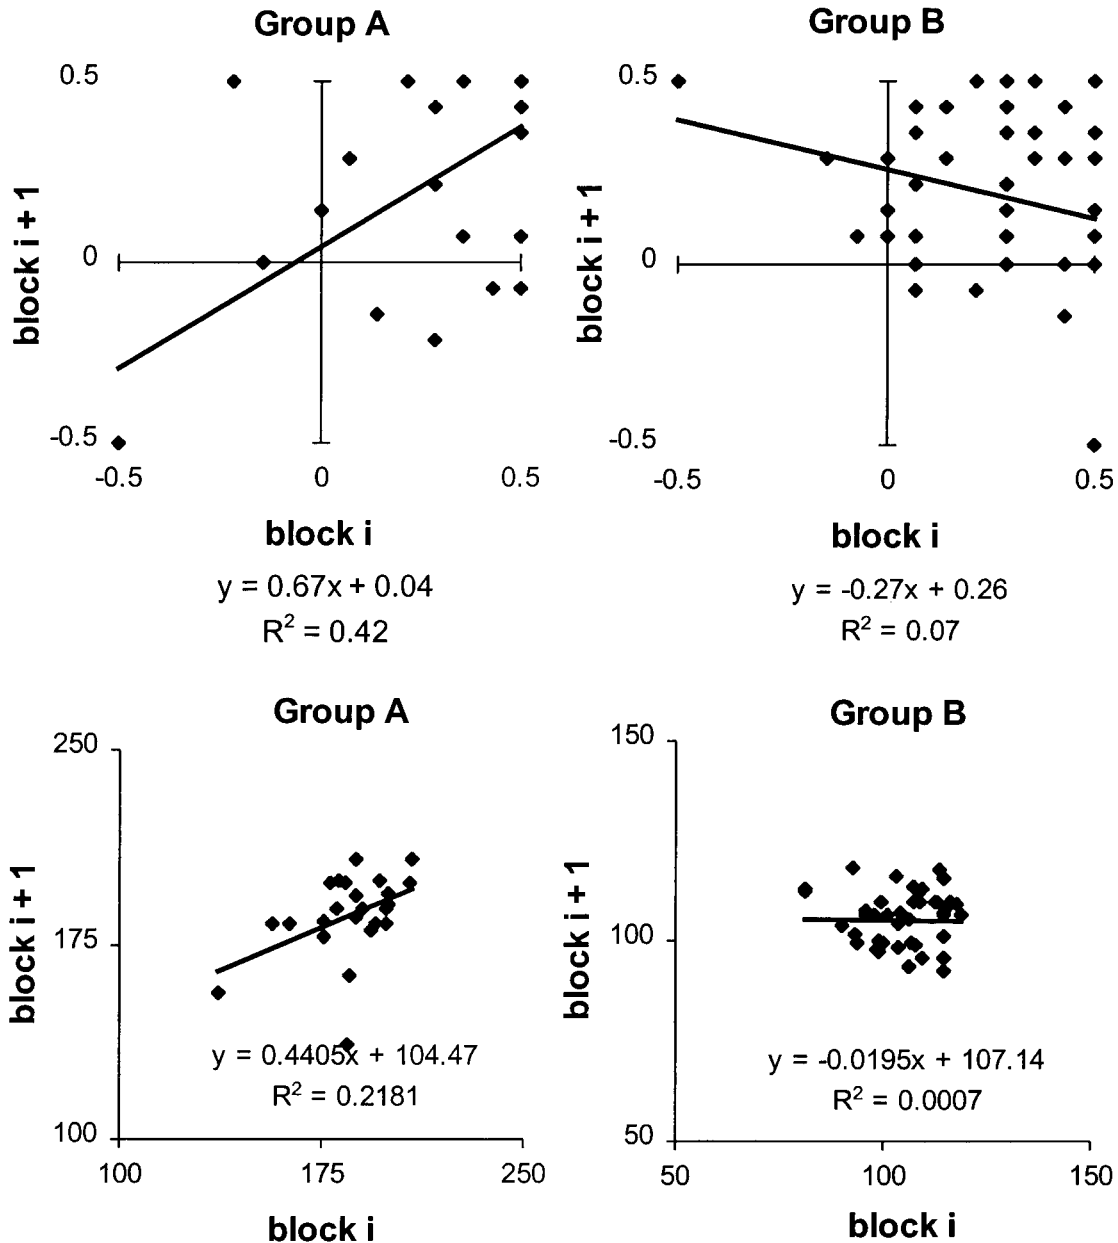 Group A
0.5
0
-0.5
-0.5 0 0.5
block i + 1
block i
y = 0.67x + 0.04
R² = 0.42
Group B
0.5
0
-0.5
-0.5 0 0.5
block i + 1
block i
y = -0.27x + 0.26
R² = 0.07
Group A
250
175
100
100 175 250
block i + 1
block i
y = 0.4405x + 104.47
R² = 0.2181
Group B
150
100
50
50 100 150
block i + 1
block i
y = -0.0195x + 107.14
R² = 0.0007